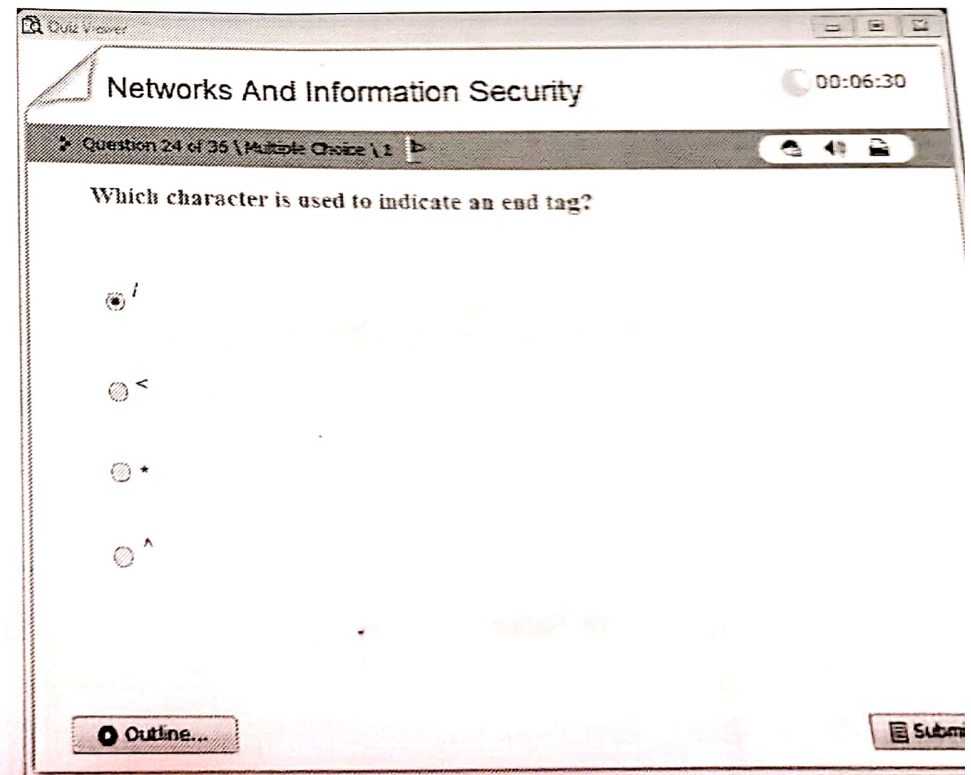 Quiz Viewer
Networks And Information Security
00:06:30
Question 24 of 35 \ Multiple Choice \ 1
Which character is used to indicate an end tag?
/
<
*
^
Outline...
Submi